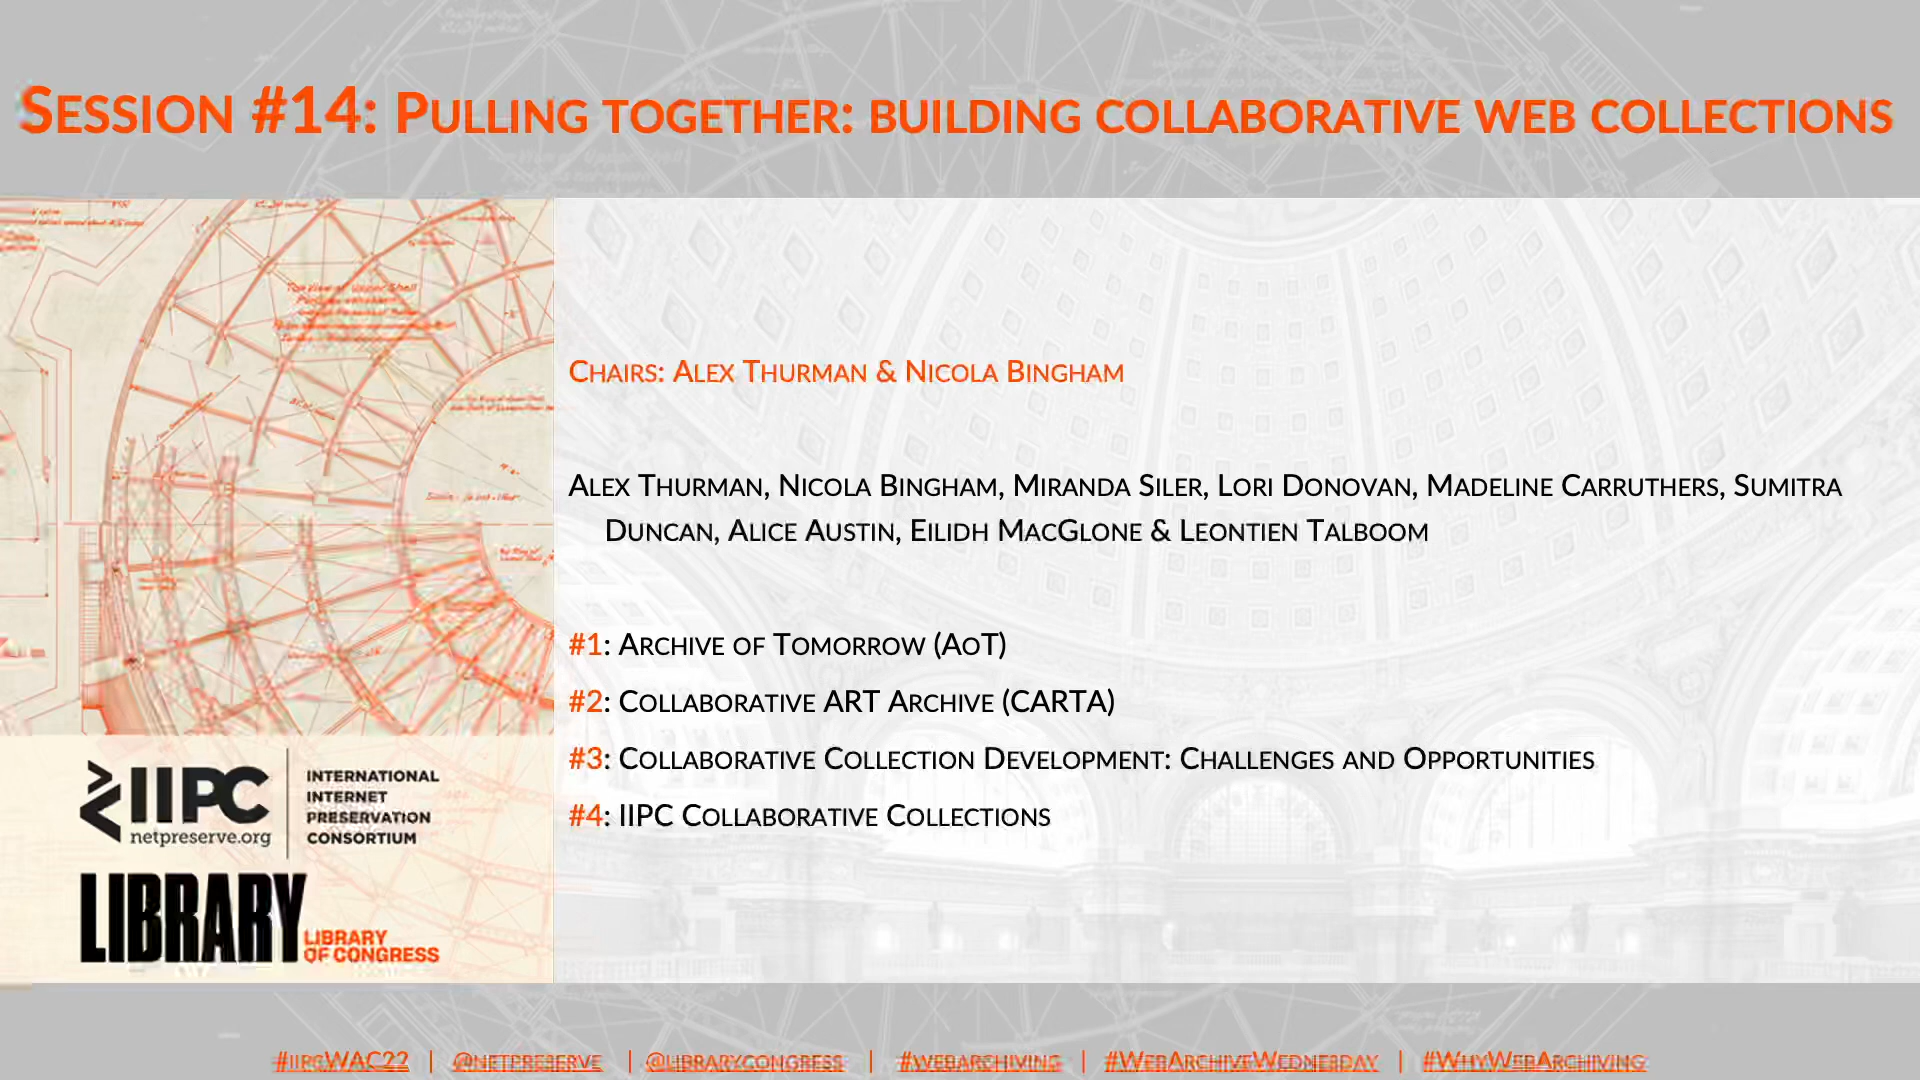 SESSION #14: PULLING TOGETHER: BUILDING COLLABORATIVE WEB COLLECTIONS
CHAIRS: ALEX THURMAN & NICOLA BINGHAM
ALEX THURMAN, NICOLA BINGHAM, MIRANDA SILER, LORI DONOVAN, MADELINE CARRUTHERS, SUMITRA
DUNCAN, ALICE AUSTIN, EILIDH MACGLONE & LEONTIEN TALBOOM
#1: ARCHIVE OF TOMORROW (AOT)
#2: COLLABORATIVE ART ARCHIVE (CARTA)
#3: COLLABORATIVE COLLECTION DEVELOPMENT: CHALLENGES AND OPPORTUNITIES
#4: IIPC COLLABORATIVE COLLECTIONS
IIPC
netpreserve.org
INTERNATIONAL
INTERNET
PRESERVATION
CONSORTIUM
LIBRARY
LIBRARY
OF CONGRESS
#IIPCWAC22 | @NETPRESERVE | @LIBRARYCONGRESS | #WEBARCHIVING | #WEBARCHIVEWEDNESDAY | #WHYWEBARCHIVING